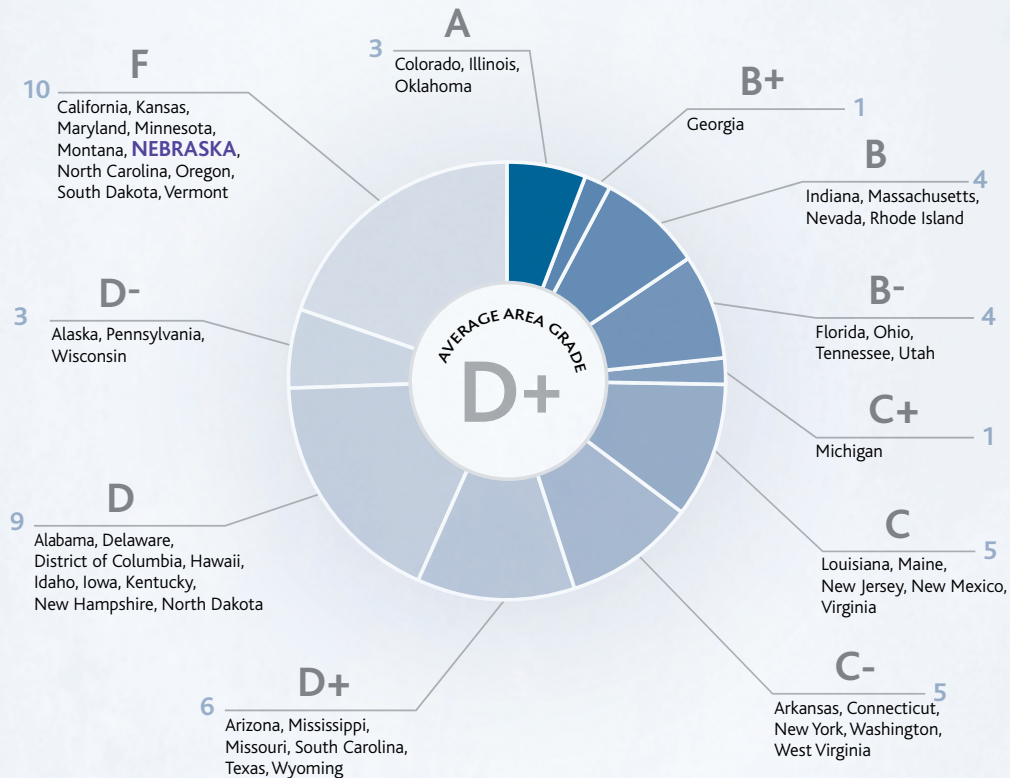 A
3
Colorado, Illinois,
Oklahoma
B+
1
Georgia
B
4
Indiana, Massachusetts,
Nevada, Rhode Island
B-
4
Florida, Ohio,
Tennessee, Utah
C+
1
Michigan
C
5
Louisiana, Maine,
New Jersey, New Mexico,
Virginia
C-
5
Arkansas, Connecticut,
New York, Washington,
West Virginia
D+
6
Arizona, Mississippi,
Missouri, South Carolina,
Texas, Wyoming
D
9
Alabama, Delaware,
District of Columbia, Hawaii,
Idaho, Iowa, Kentucky,
New Hampshire, North Dakota
D-
3
Alaska, Pennsylvania,
Wisconsin
F
10
California, Kansas,
Maryland, Minnesota,
Montana, NEBRASKA,
North Carolina, Oregon,
South Dakota, Vermont
AVERAGE AREA GRADE
D+